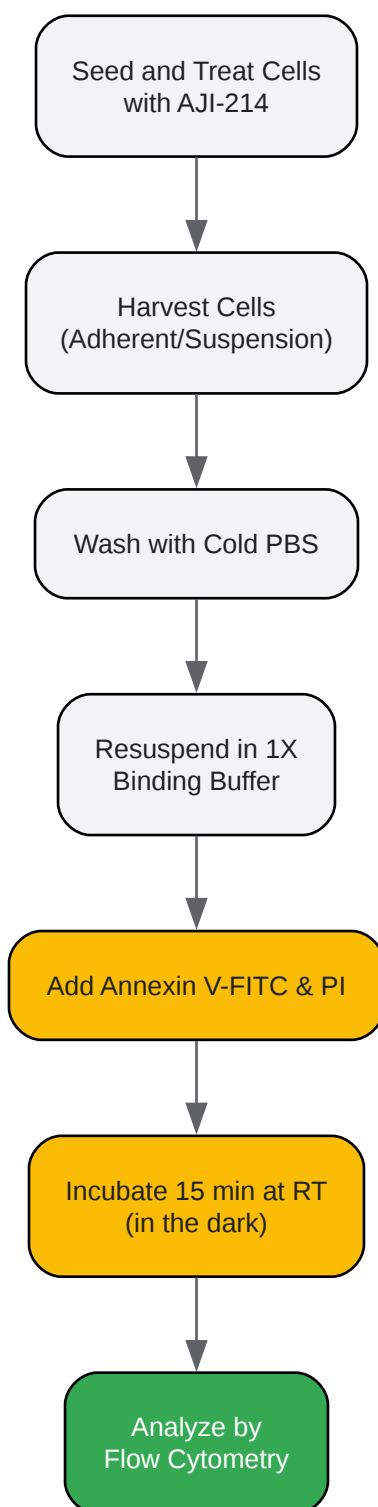 Seed and Treat Cells
with AJI-214
Harvest Cells
(Adherent/Suspension)
Wash with Cold PBS
Resuspend in 1X
Binding Buffer
Add Annexin V-FITC & PI
Incubate 15 min at RT
(in the dark)
Analyze by
Flow Cytometry